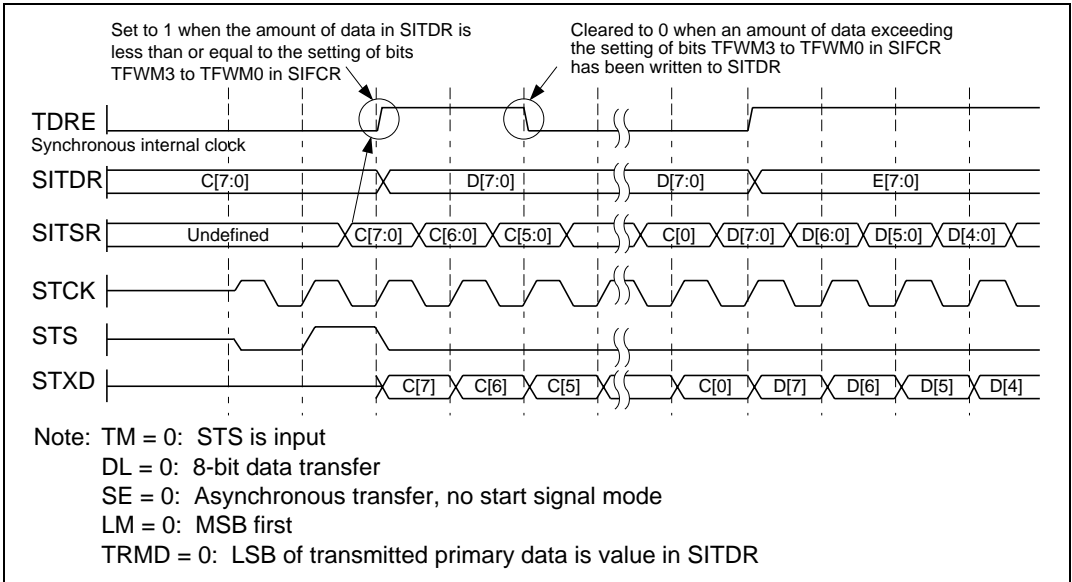 Set to 1 when the amount of data in SITDR is
less than or equal to the setting of bits
TFWM3 to TFWM0 in SIFCR
Cleared to 0 when an amount of data exceeding
the setting of bits TFWM3 to TFWM0 in SIFCR
has been written to SITDR
TDRE
Synchronous internal clock
SITDR C[7:0] D[7:0] D[7:0] E[7:0]
SITSR Undefined C[7:0] C[6:0] C[5:0] C[0] D[7:0] D[6:0] D[5:0] D[4:0]
STCK
STS
STXD C[7] C[6] C[5] C[0] D[7] D[6] D[5] D[4]
Note: TM = 0: STS is input
DL = 0: 8-bit data transfer
SE = 0: Asynchronous transfer, no start signal mode
LM = 0: MSB first
TRMD = 0: LSB of transmitted primary data is value in SITDR